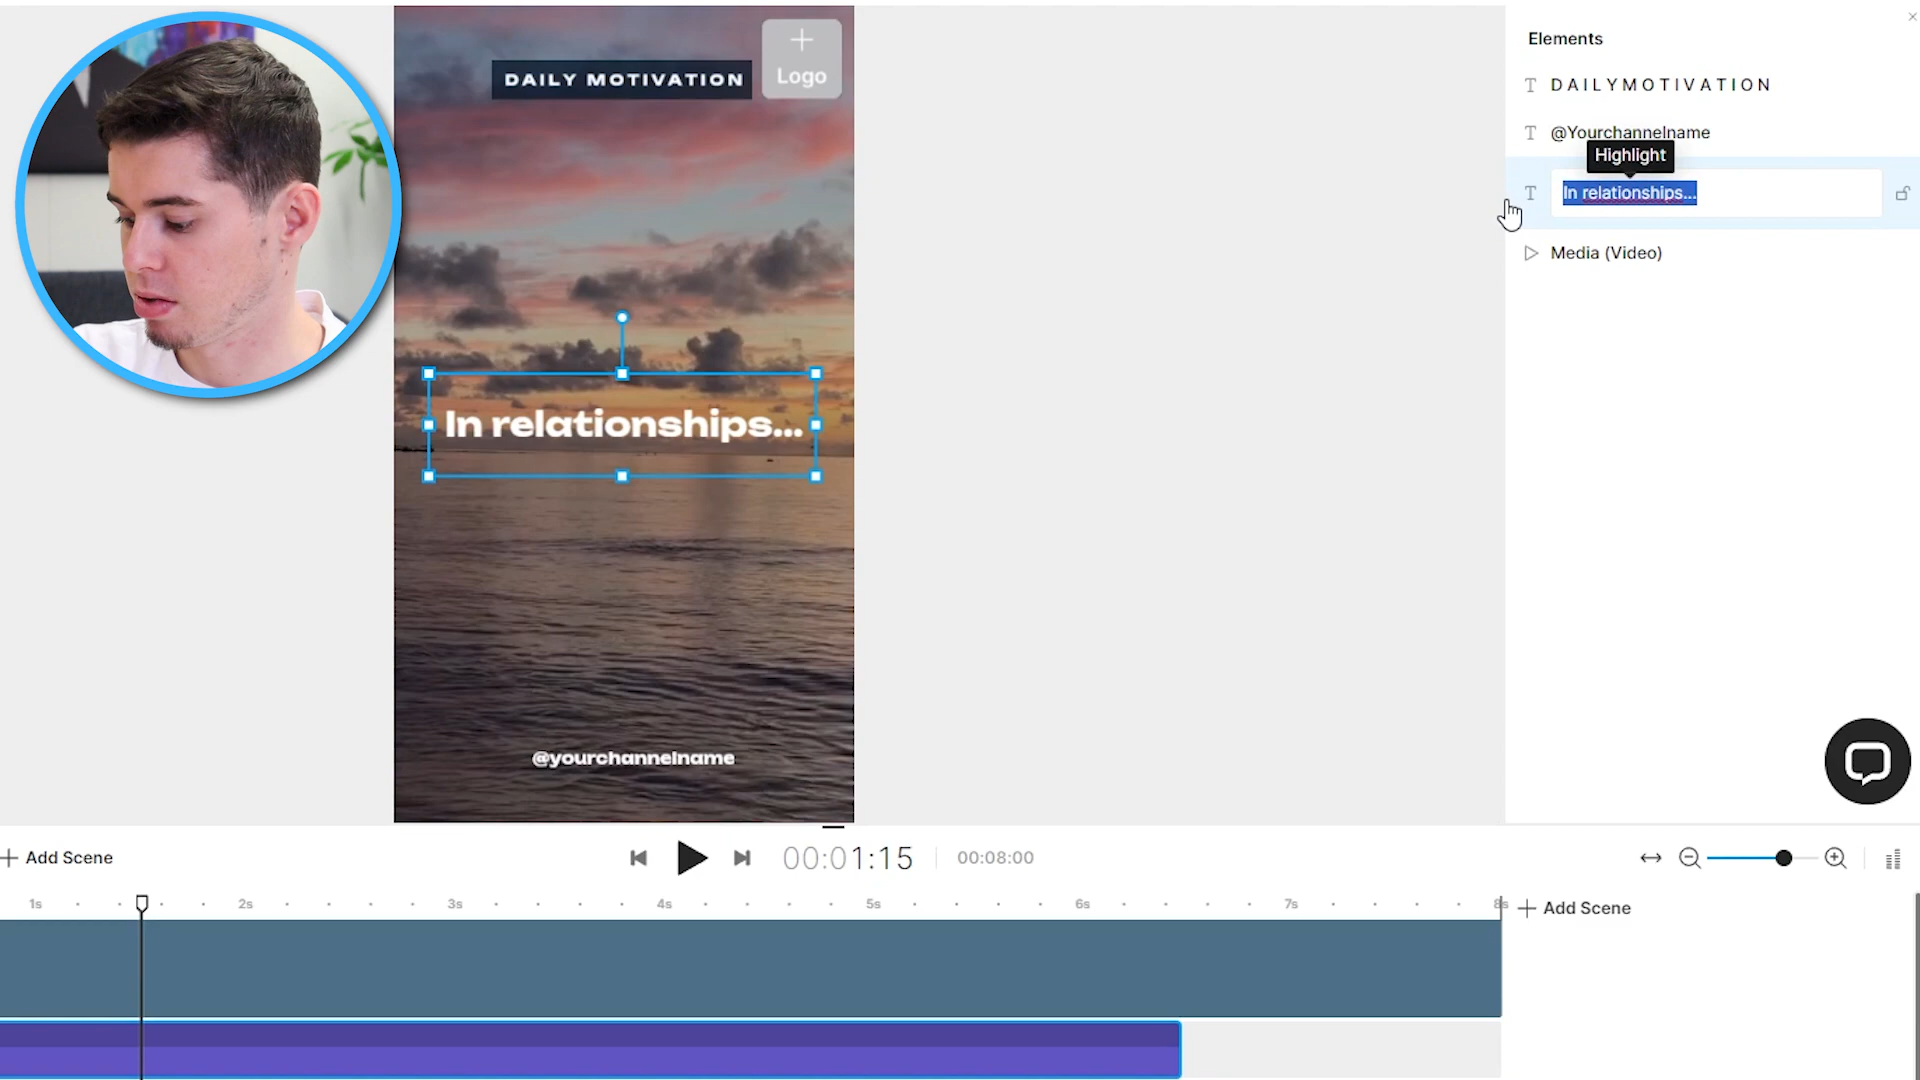 DAILY MOTIVATION
Logo
In relationships...
@yourchannelname
Elements
DAILYMOTIVATION
@Yourchannelname
Highlight
In relationships...
Media (Video)
Add Scene
00:01:15
00:08:00
1s
2s
3s
4s
5s
6s
7s
8s
Add Scene